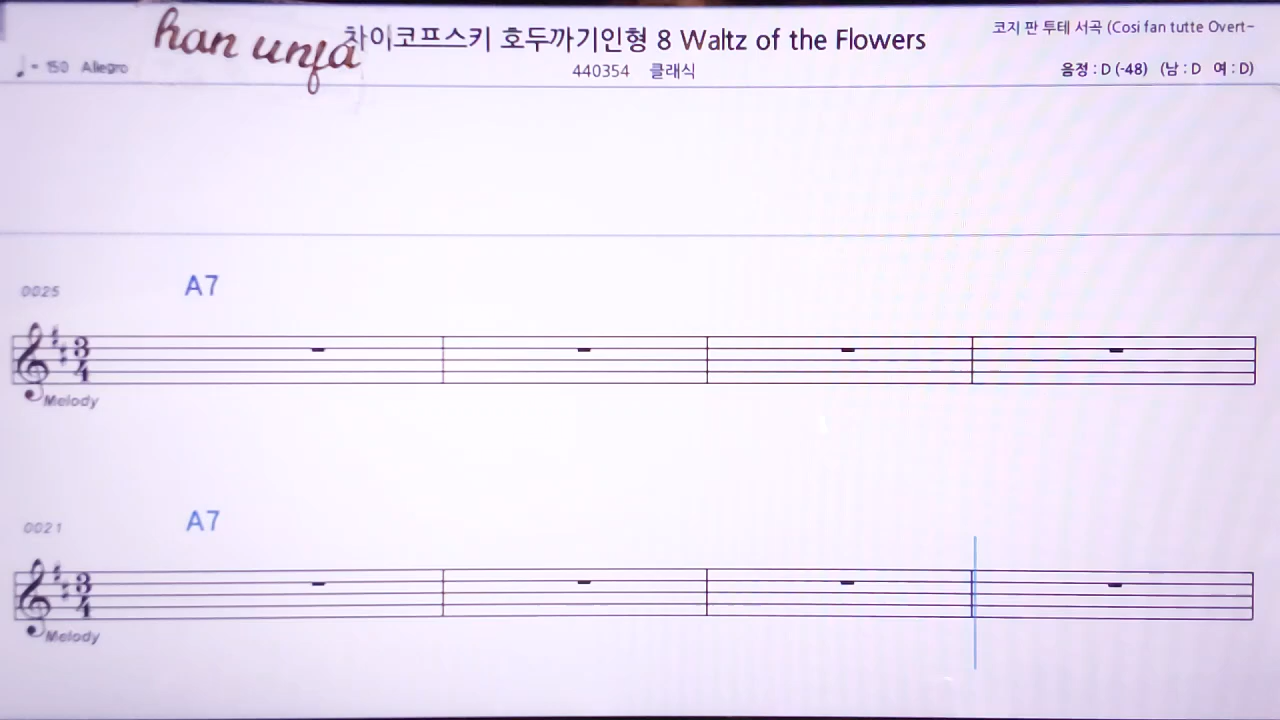 han unfa
차이코프스키 호두까기인형 8 Waltz of the Flowers
코지 판 투테 서곡 (Cosi fan tutte Overt~
♩ = 150 Allegro
440354 클래식
음정 : D (-48) (남 : D 여 : D)
0025 A7
3
4
Melody
0021 A7
3
4
Melody